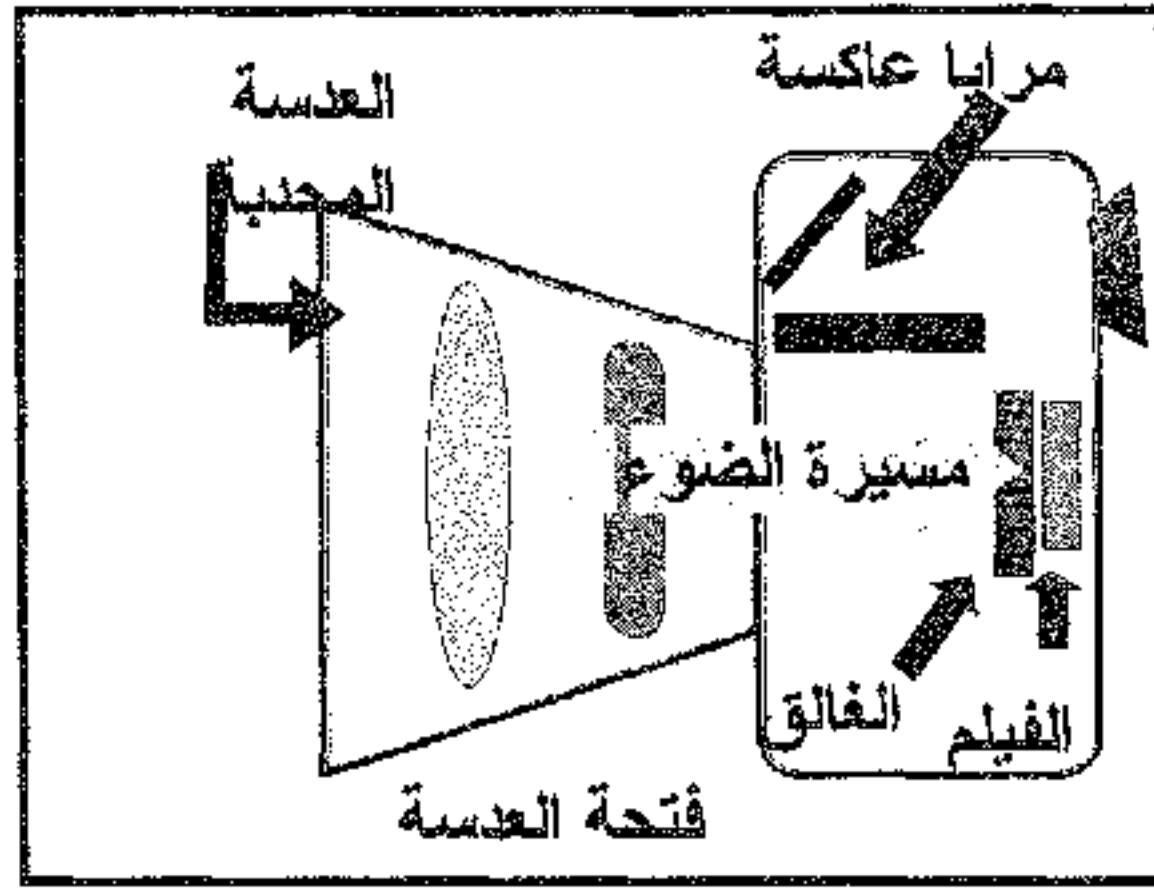 مرايا عاكسة
العدسة
المحدبة
مسيرة الضوء
الغالق
الفيلم
فتحة العدسة